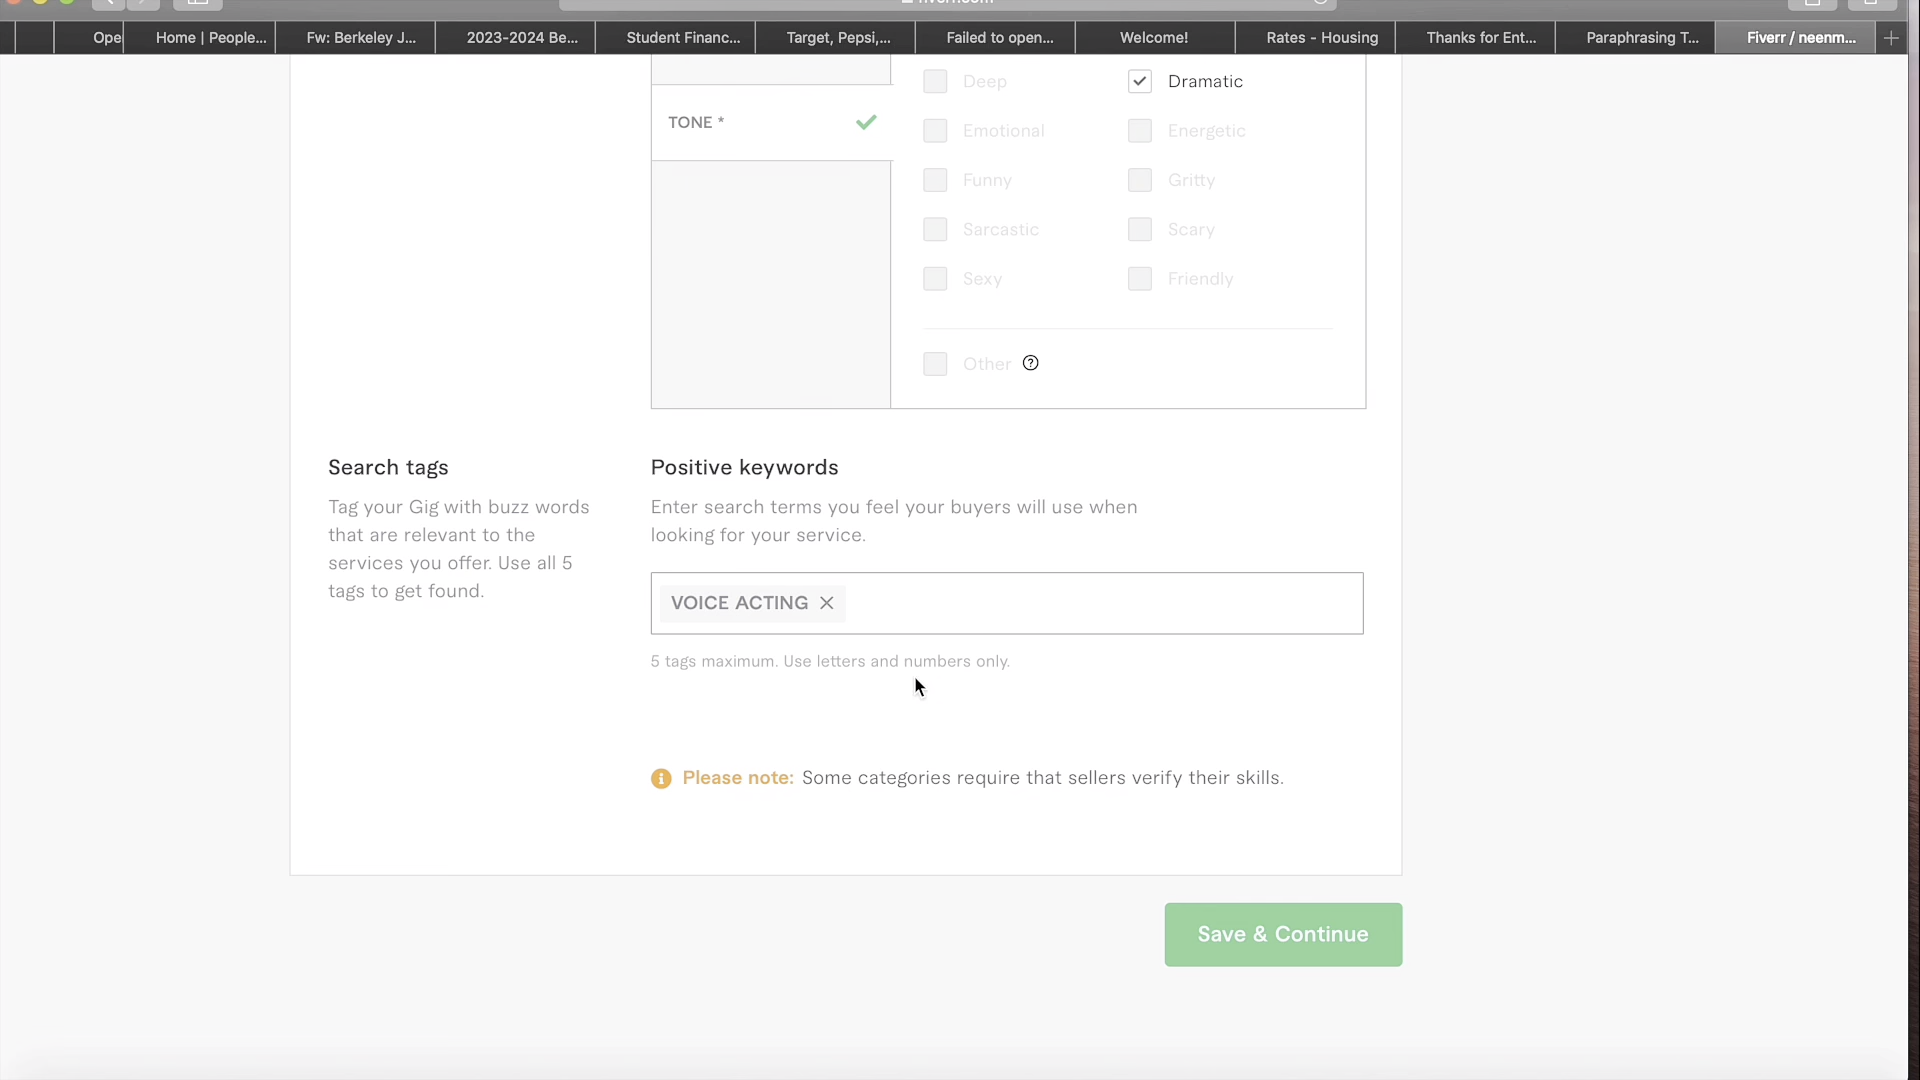 Ope
Home | People...
Fw: Berkeley J...
2023-2024 Be...
Student Financ...
Target, Pepsi,...
Failed to open...
Welcome!
Rates - Housing
Thanks for Ent...
Paraphrasing T...
Fiverr / neenm...
Deep
Dramatic
TONE *
Emotional
Energetic
Funny
Gritty
Sarcastic
Scary
Sexy
Friendly
Other
Search tags
Tag your Gig with buzz words
that are relevant to the
services you offer. Use all 5
tags to get found.
Positive keywords
Enter search terms you feel your buyers will use when
looking for your service.
VOICE ACTING
5 tags maximum. Use letters and numbers only.
Please note: Some categories require that sellers verify their skills.
Save & Continue